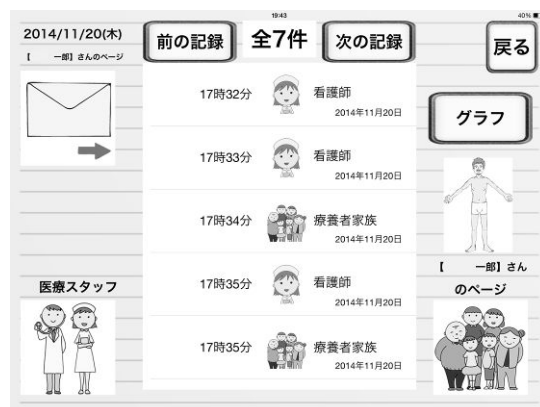 19:43
40%
2014/11/20(木)
【　　一郎】さんのページ
前の記録
全7件
次の記録
戻る
17時32分 看護師
2014年11月20日
17時33分 看護師
2014年11月20日
17時34分 療養者家族
2014年11月20日
17時35分 看護師
2014年11月20日
17時35分 療養者家族
2014年11月20日
グラフ
【　　一郎】さん
のページ
医療スタッフ